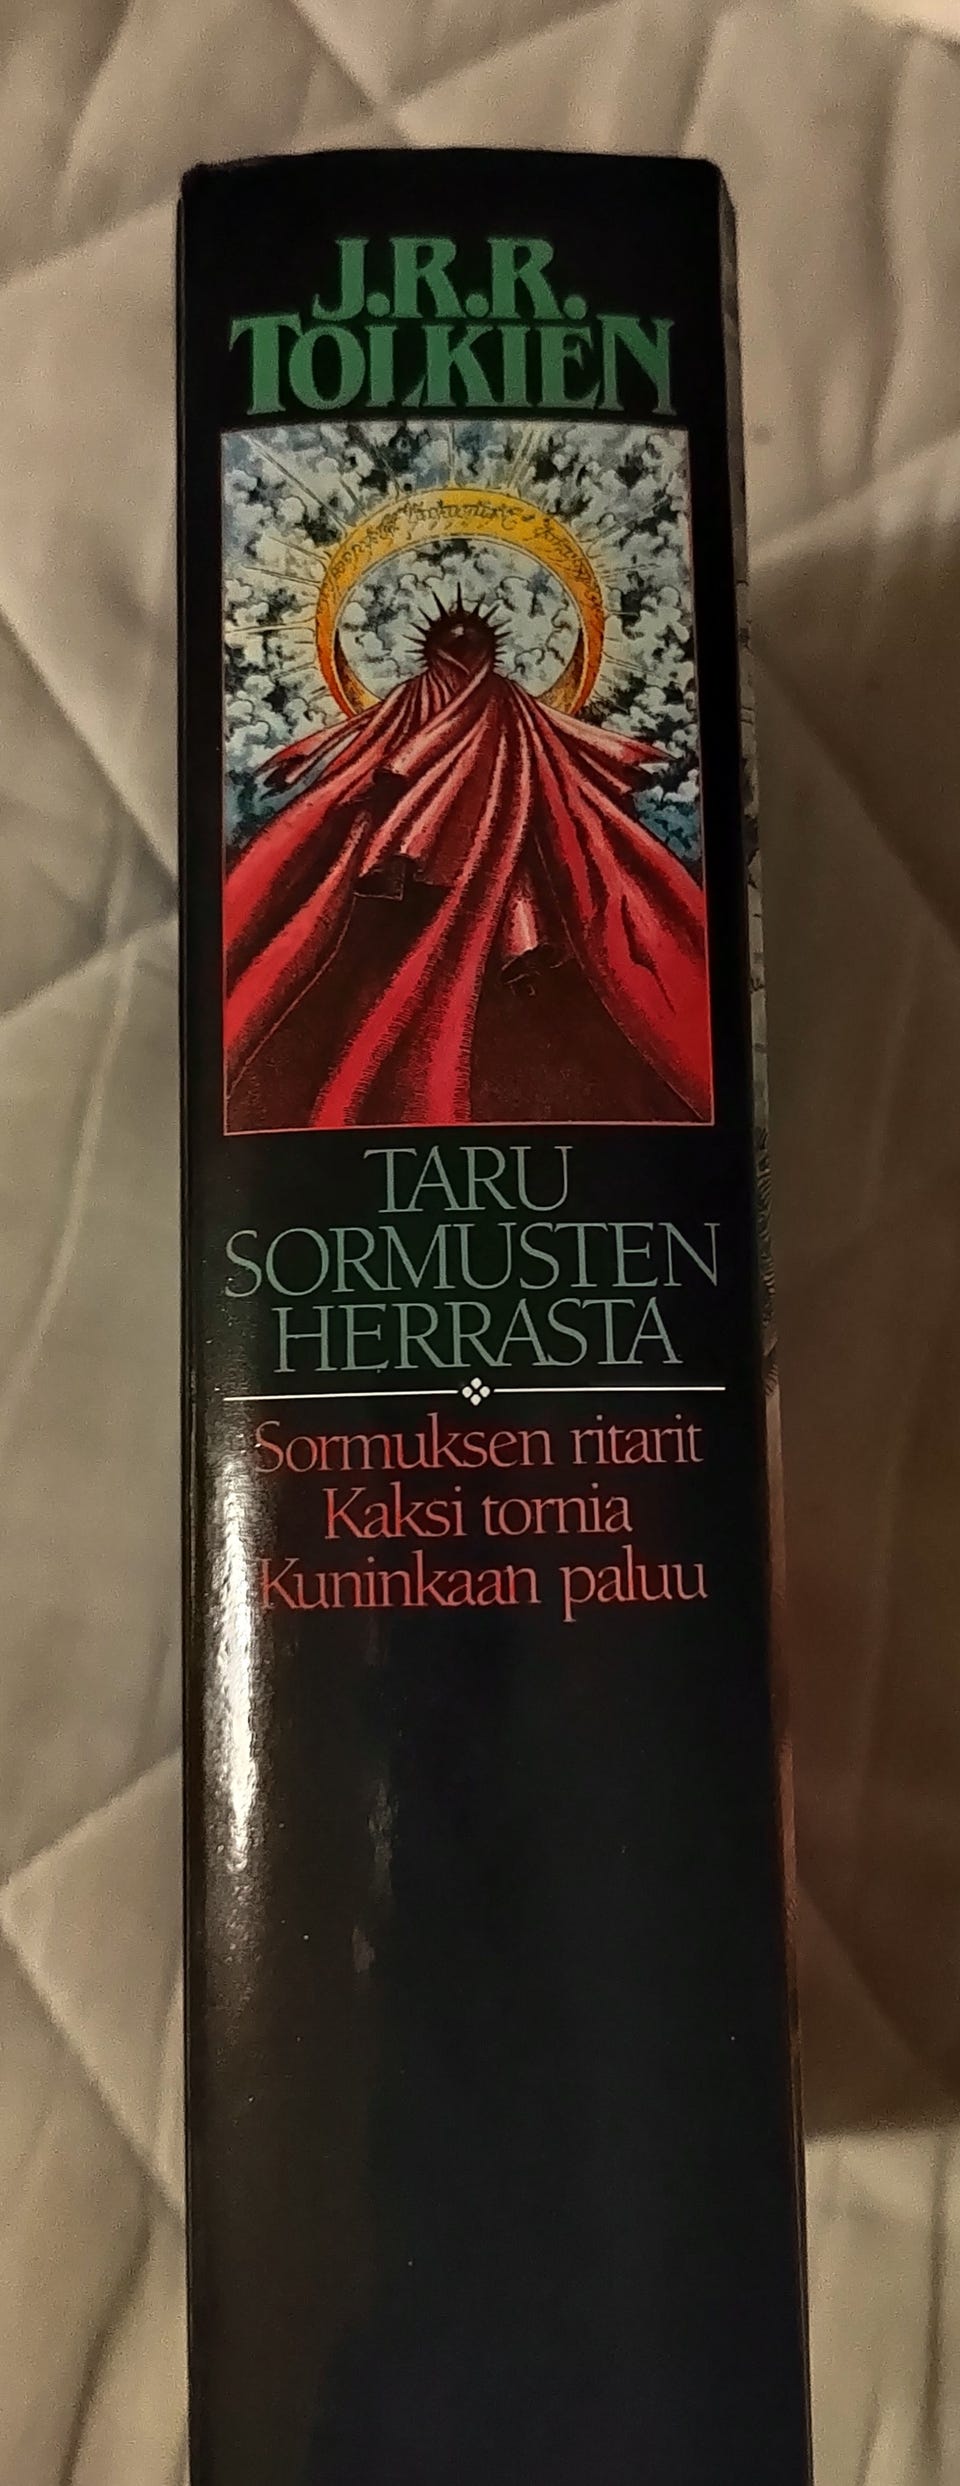 J.R.R.
TOLKIEN
TARU
SORMUSTEN
HERRASTA
Sormuksen ritarit
Kaksi tornia
Kuninkaan paluu